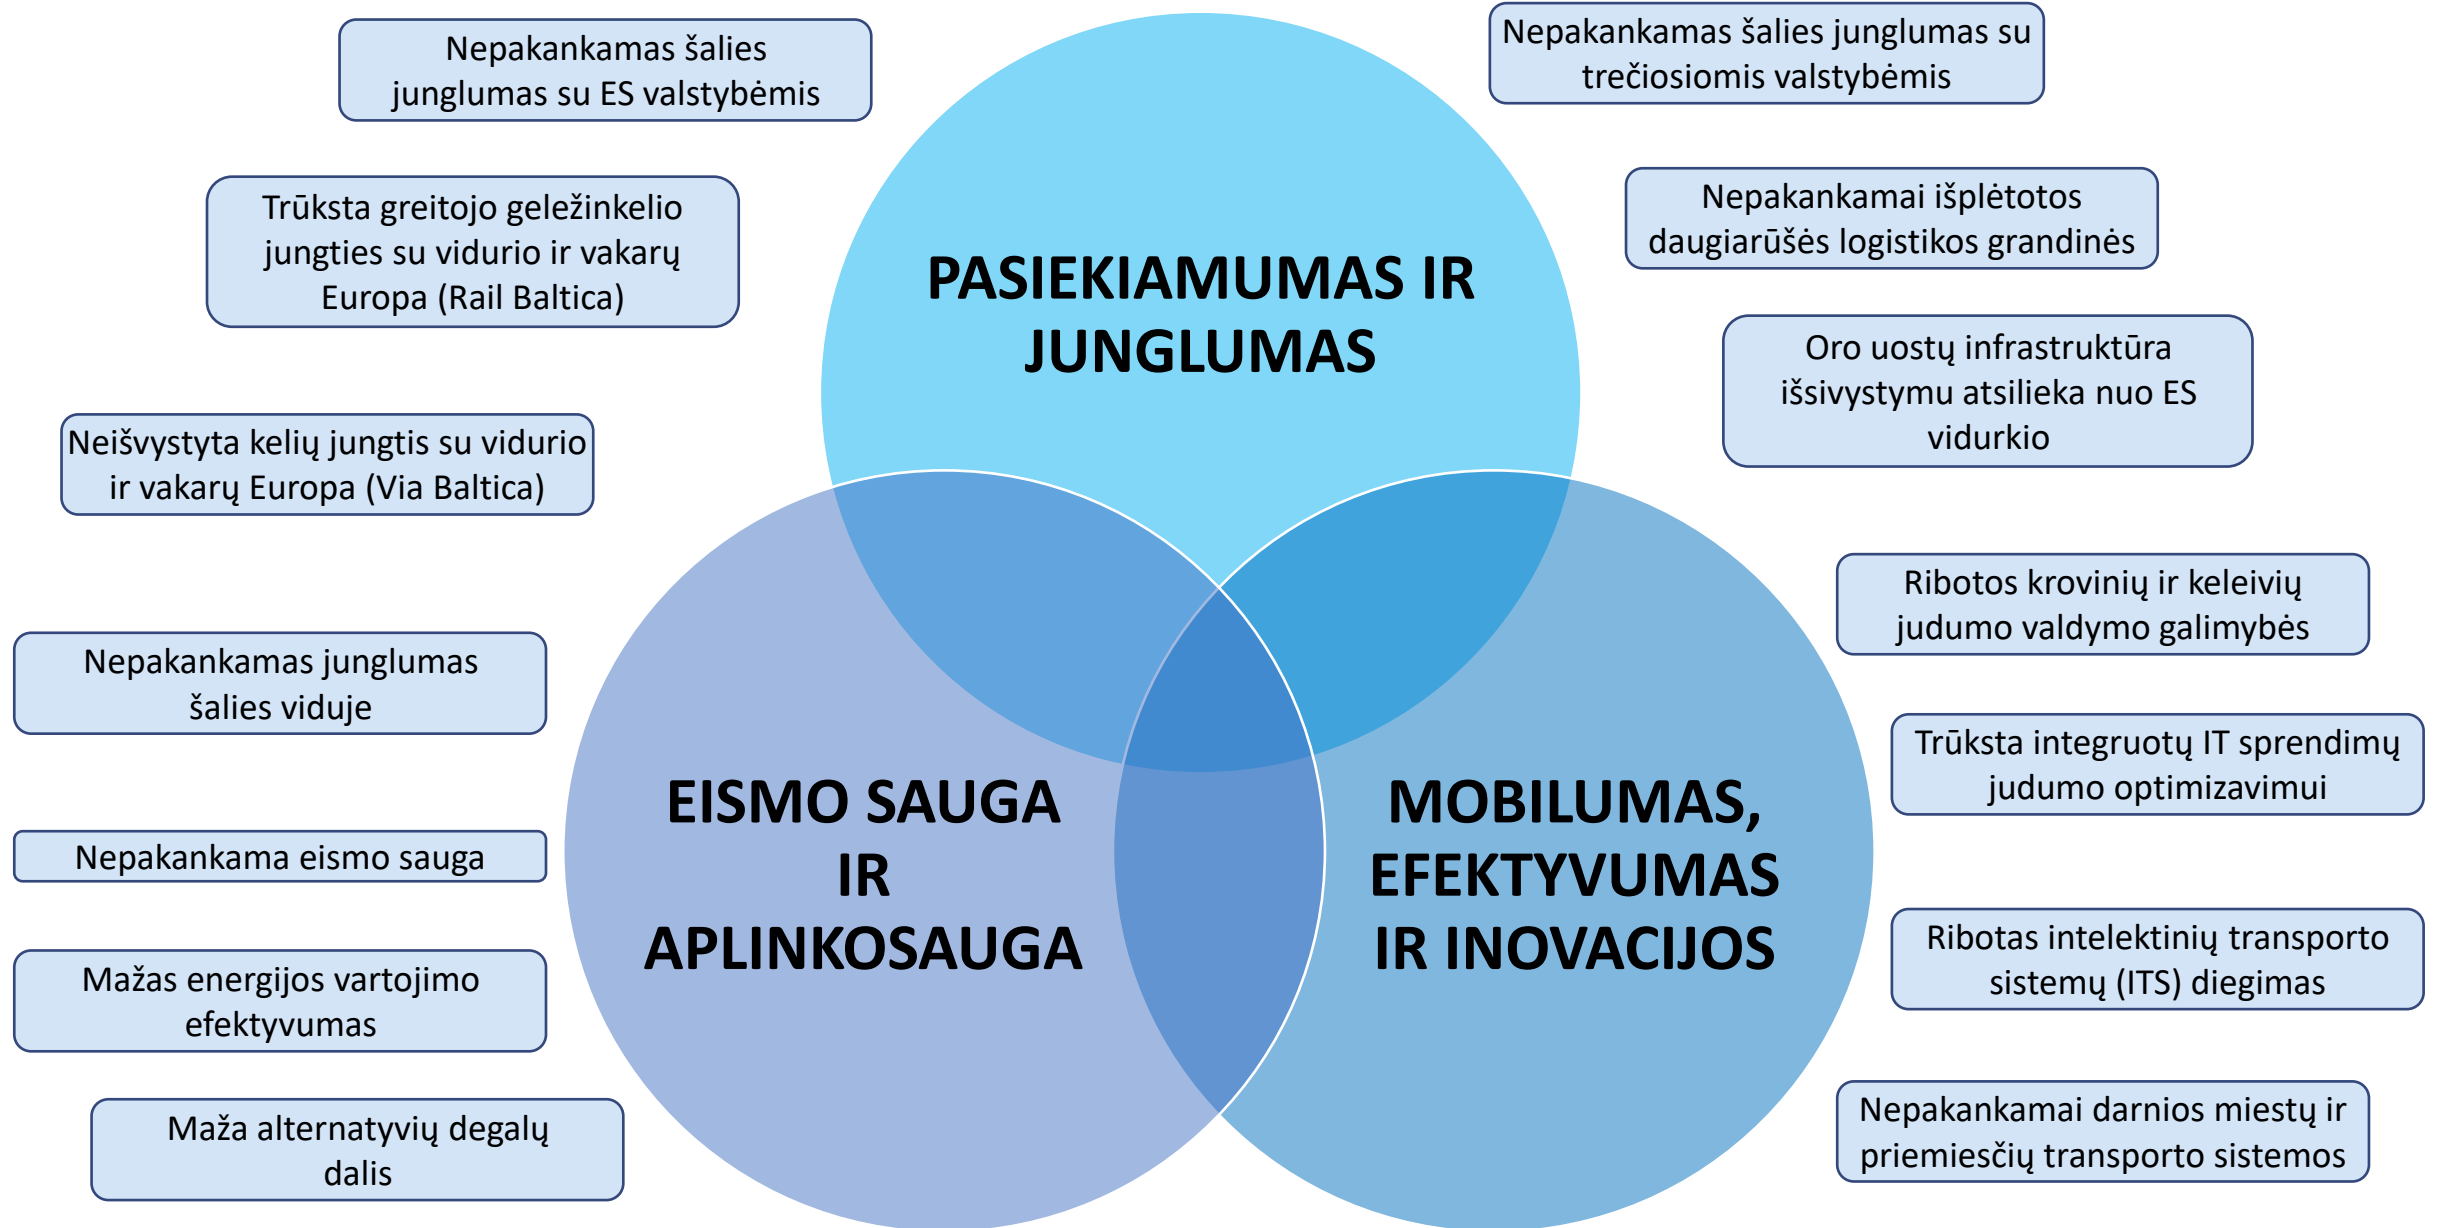 Nepakankamas šalies
junglumas su ES valstybėmis
Nepakankamas šalies junglumas su
trečiosiomis valstybėmis
Trūksta greitojo geležinkelio
jungties su vidurio ir vakarų
Europa (Rail Baltica)
Nepakankamai išplėtotos
daugiarūšės logistikos grandinės
PASIEKIAMUMAS IR
JUNGLUMAS
Oro uostų infrastruktūra
išsivystymu atsilieka nuo ES
vidurkio
Neišvystyta kelių jungtis su vidurio
ir vakarų Europa (Via Baltica)
Ribotos krovinių ir keleivių
judumo valdymo galimybės
Nepakankamas junglumas
šalies viduje
Trūksta integruotų IT sprendimų
judumo optimizavimui
EISMO SAUGA
IR
APLINKOSAUGA
MOBILUMAS,
EFEKTYVUMAS
IR INOVACIJOS
Nepakankama eismo sauga
Ribotas intelektinių transporto
sistemų (ITS) diegimas
Mažas energijos vartojimo
efektyvumas
Nepakankamai darnios miestų ir
priemiesčių transporto sistemos
Maža alternatyvių degalų
dalis